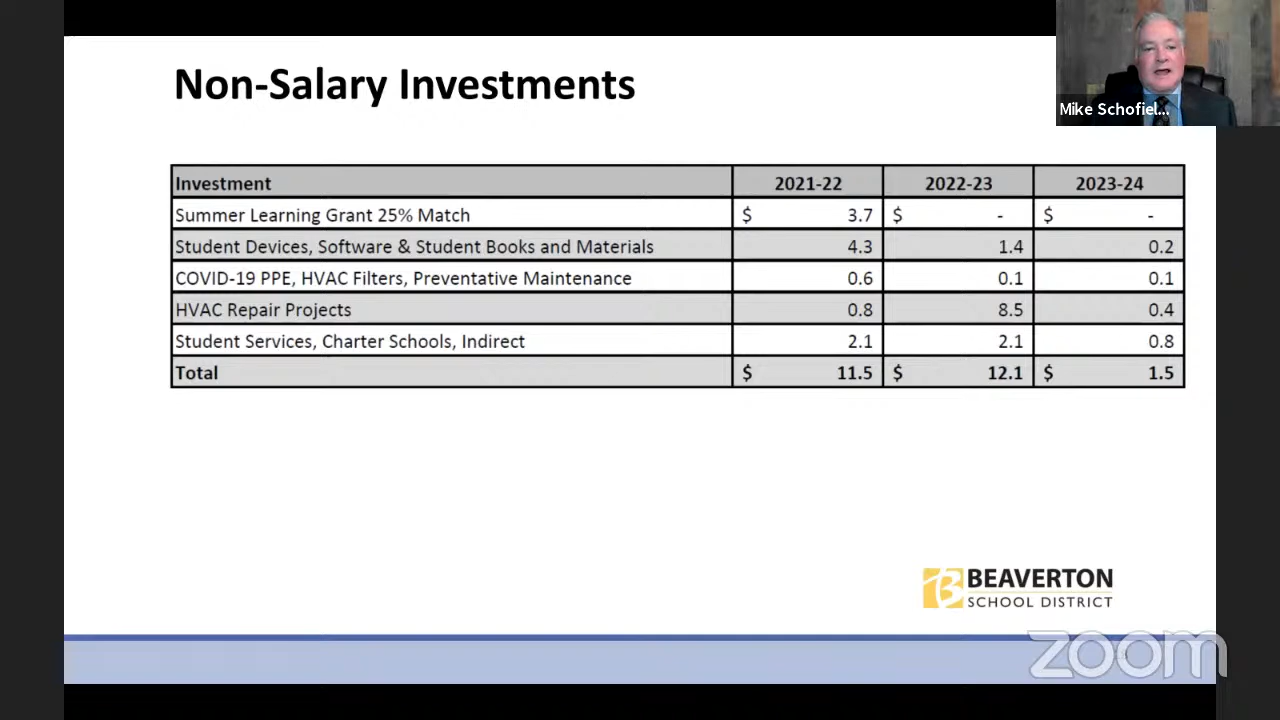 Non-Salary Investments
Mike Schofiel...
Investment 2021-22 2022-23 2023-24
Summer Learning Grant 25% Match $ 3.7 $ - $ -
Student Devices, Software & Student Books and Materials 4.3 1.4 0.2
COVID-19 PPE, HVAC Filters, Preventative Maintenance 0.6 0.1 0.1
HVAC Repair Projects 0.8 8.5 0.4
Student Services, Charter Schools, Indirect 2.1 2.1 0.8
Total $ 11.5 $ 12.1 $ 1.5
BEAVERTON
SCHOOL DISTRICT
zoom